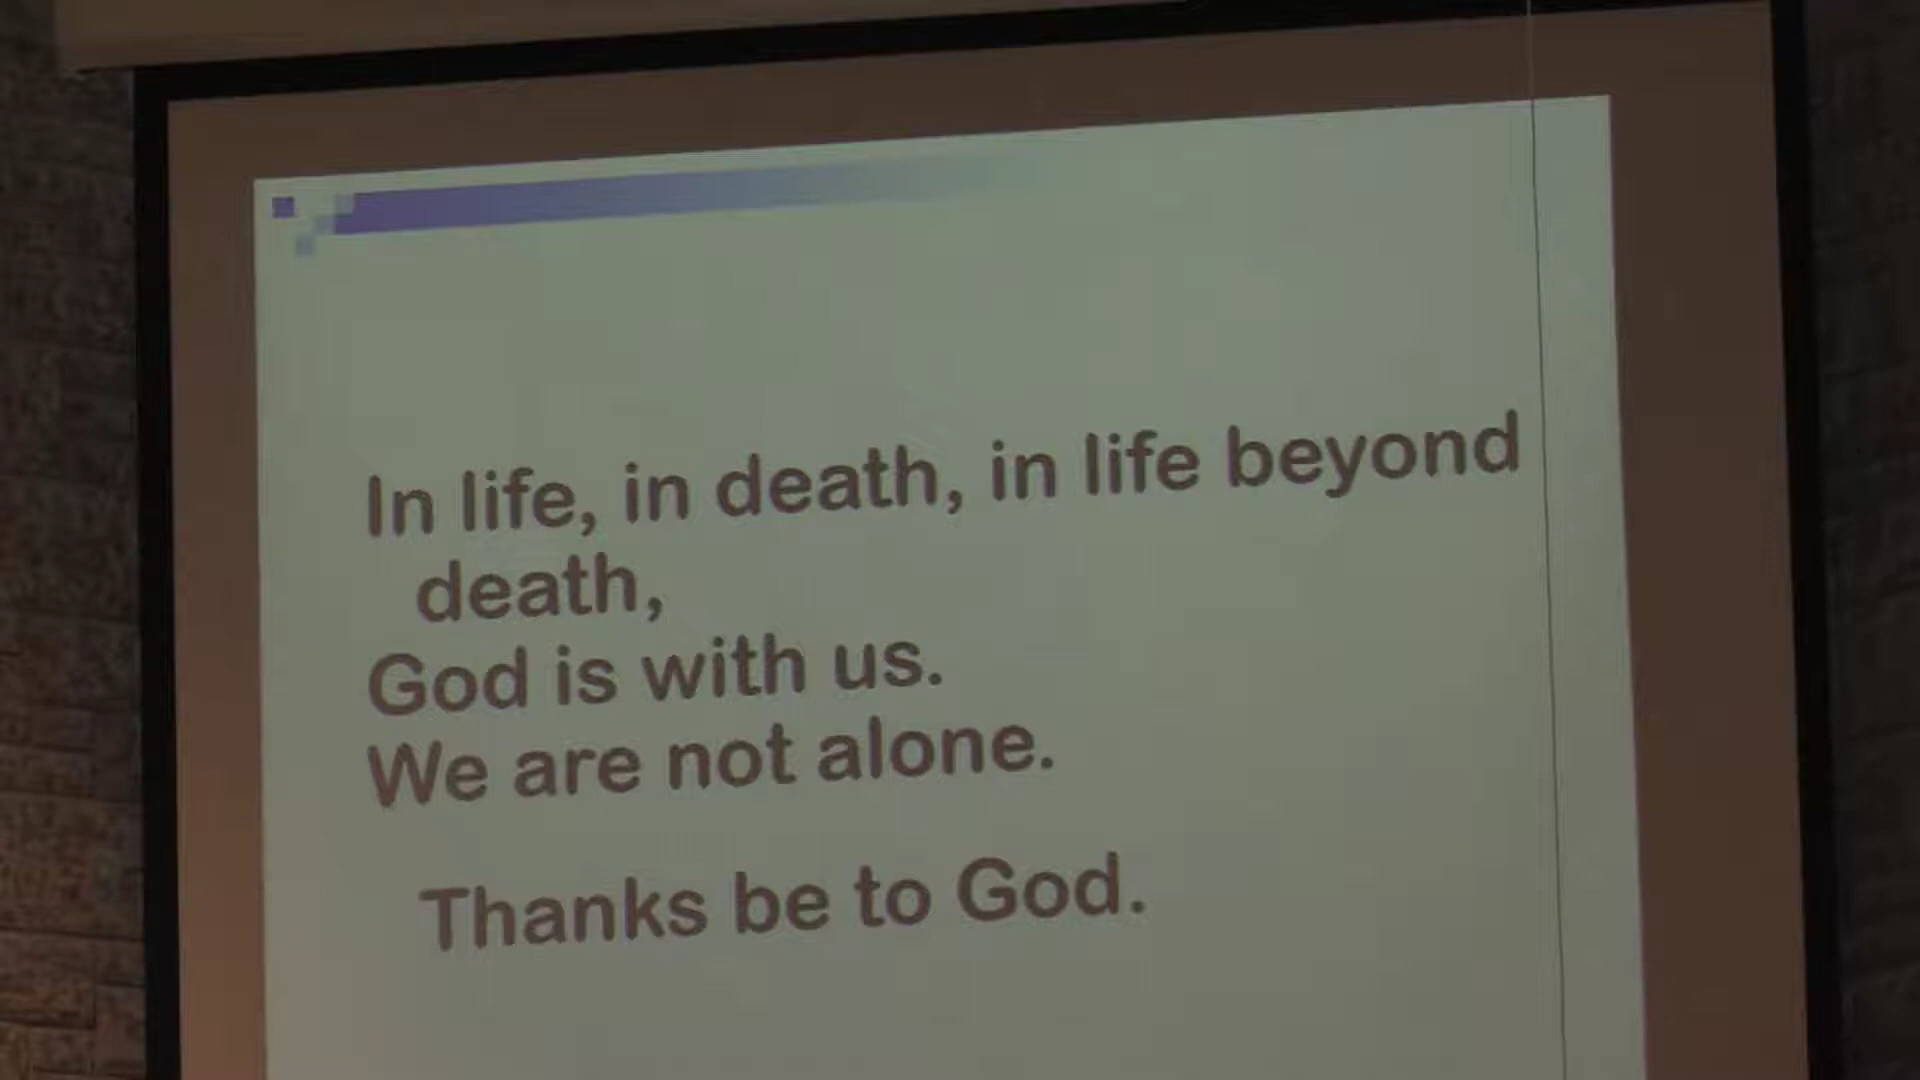 In life, in death, in life beyond
death,
God is with us.
We are not alone.
Thanks be to God.